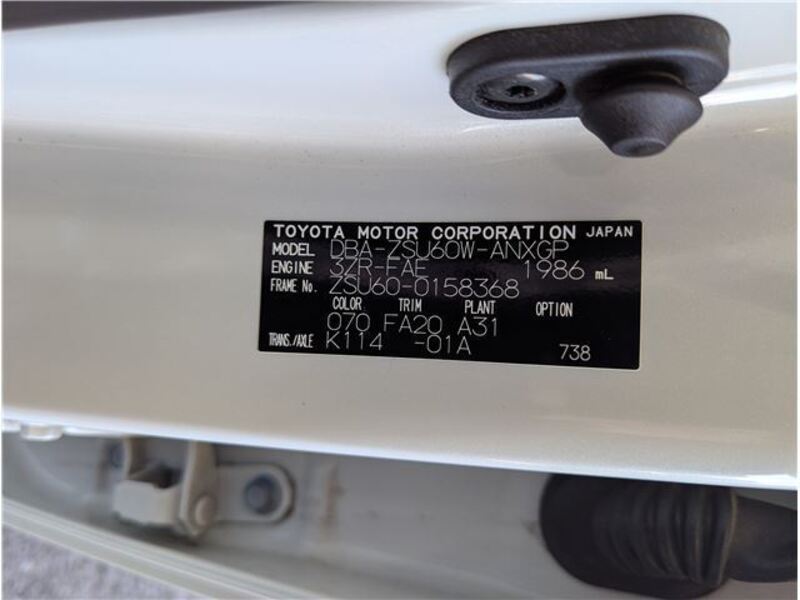 TOYOTA MOTOR CORPORATION JAPAN
MODEL DBA-ZSU60W-ANXGP
ENGINE 3ZR-FAE 1986 mL
FRAME No. ZSU60-0158368
COLOR TRIM PLANT OPTION
070 FA20 A31
TRANS./AXLE K114 -01A 738